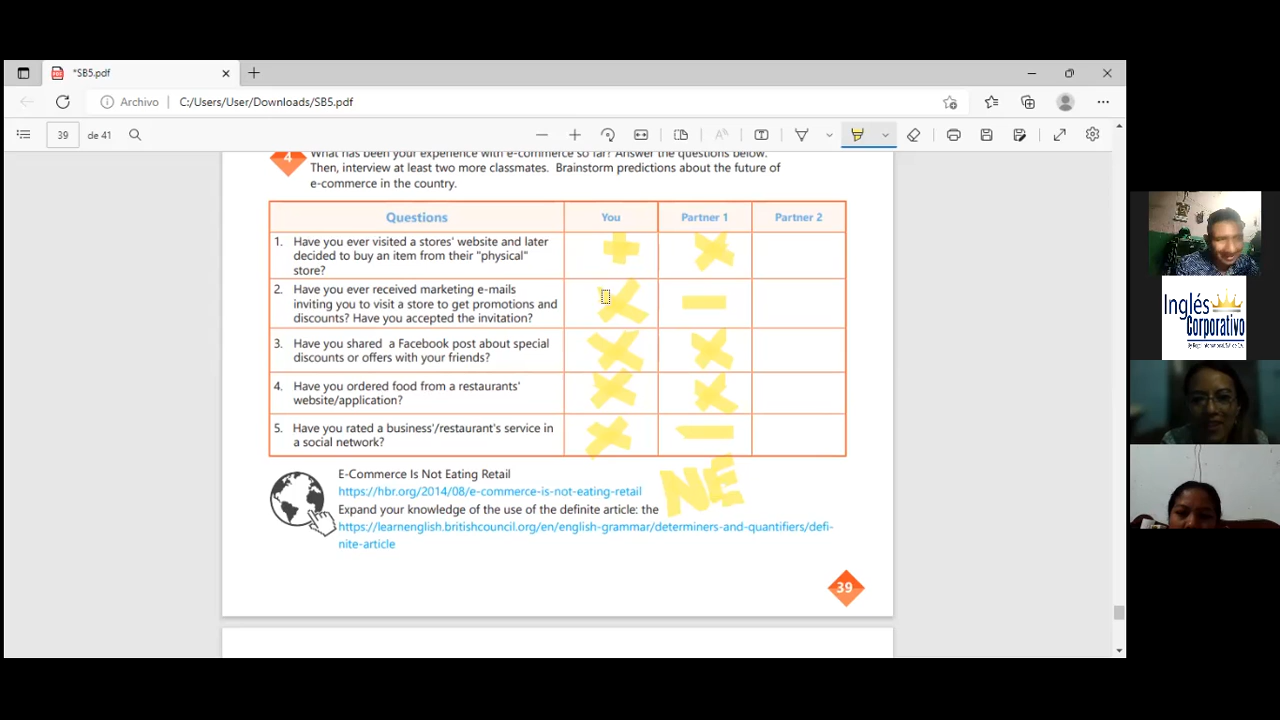 *SB5.pdf
Archivo
C:/Users/User/Downloads/SB5.pdf
39
de 41
4
What has been your experience with e-commerce so far? Answer the questions below.
Then, interview at least two more classmates. Brainstorm predictions about the future of
e-commerce in the country.
Questions
You
Partner 1
Partner 2
1. Have you ever visited a stores' website and later
decided to buy an item from their "physical"
store?
2. Have you ever received marketing e-mails
inviting you to visit a store to get promotions and
discounts? Have you accepted the invitation?
3. Have you shared a Facebook post about special
discounts or offers with your friends?
4. Have you ordered food from a restaurants'
website/application?
5. Have you rated a business'/restaurant's service in
a social network?
E-Commerce Is Not Eating Retail
https://hbr.org/2014/08/e-commerce-is-not-eating-retail
NE
Expand your knowledge of the use of the definite article: the
https://learnenglish.britishcouncil.org/en/english-grammar/determiners-and-quantifiers/defi-
nite-article
39
Inglés
Corporativo